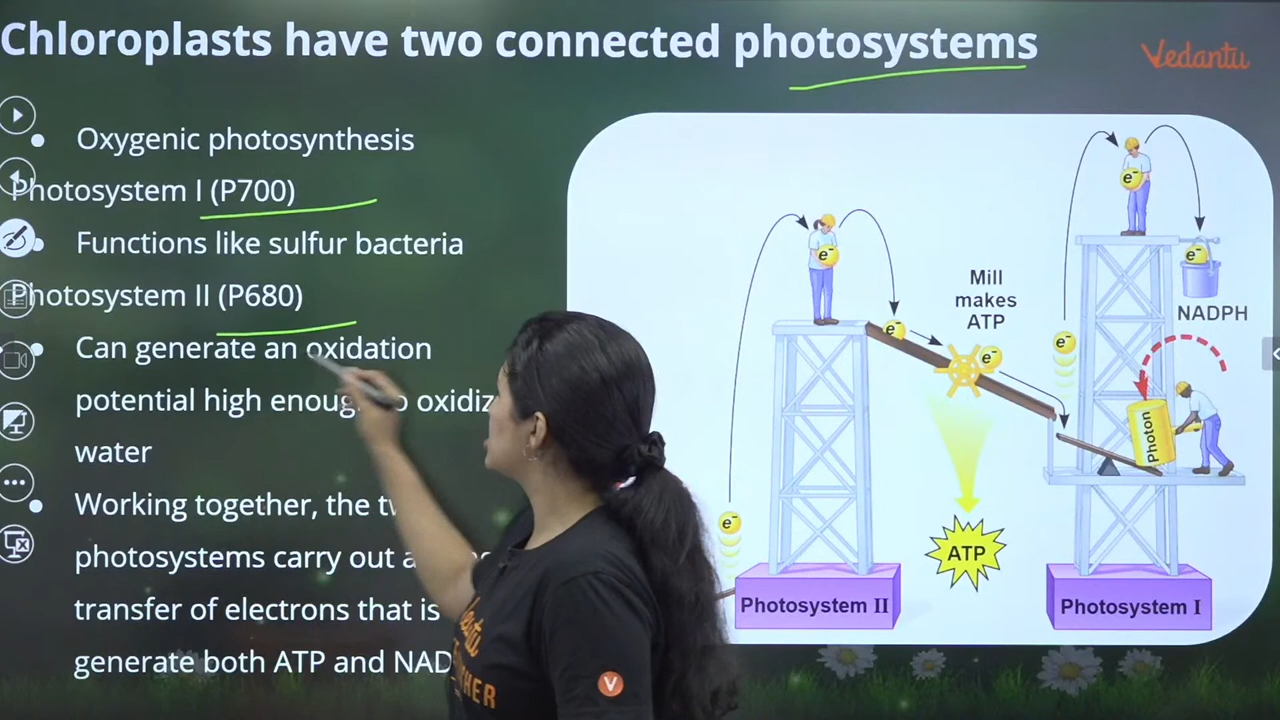 Chloroplasts have two connected photosystems
Vedantu
Oxygenic photosynthesis
Photosystem I (P700)
Functions like sulfur bacteria
Photosystem II (P680)
Can generate an oxidation
potential high enoug
water
Working together, the
photosystems carry out
transfer of electrons that is
generate both ATP and NAD
e-
e-
e-
e-
e-
e-
e-
Mill
makes
ATP
NADPH
Photon
ATP
Photosystem II
Photosystem I
V